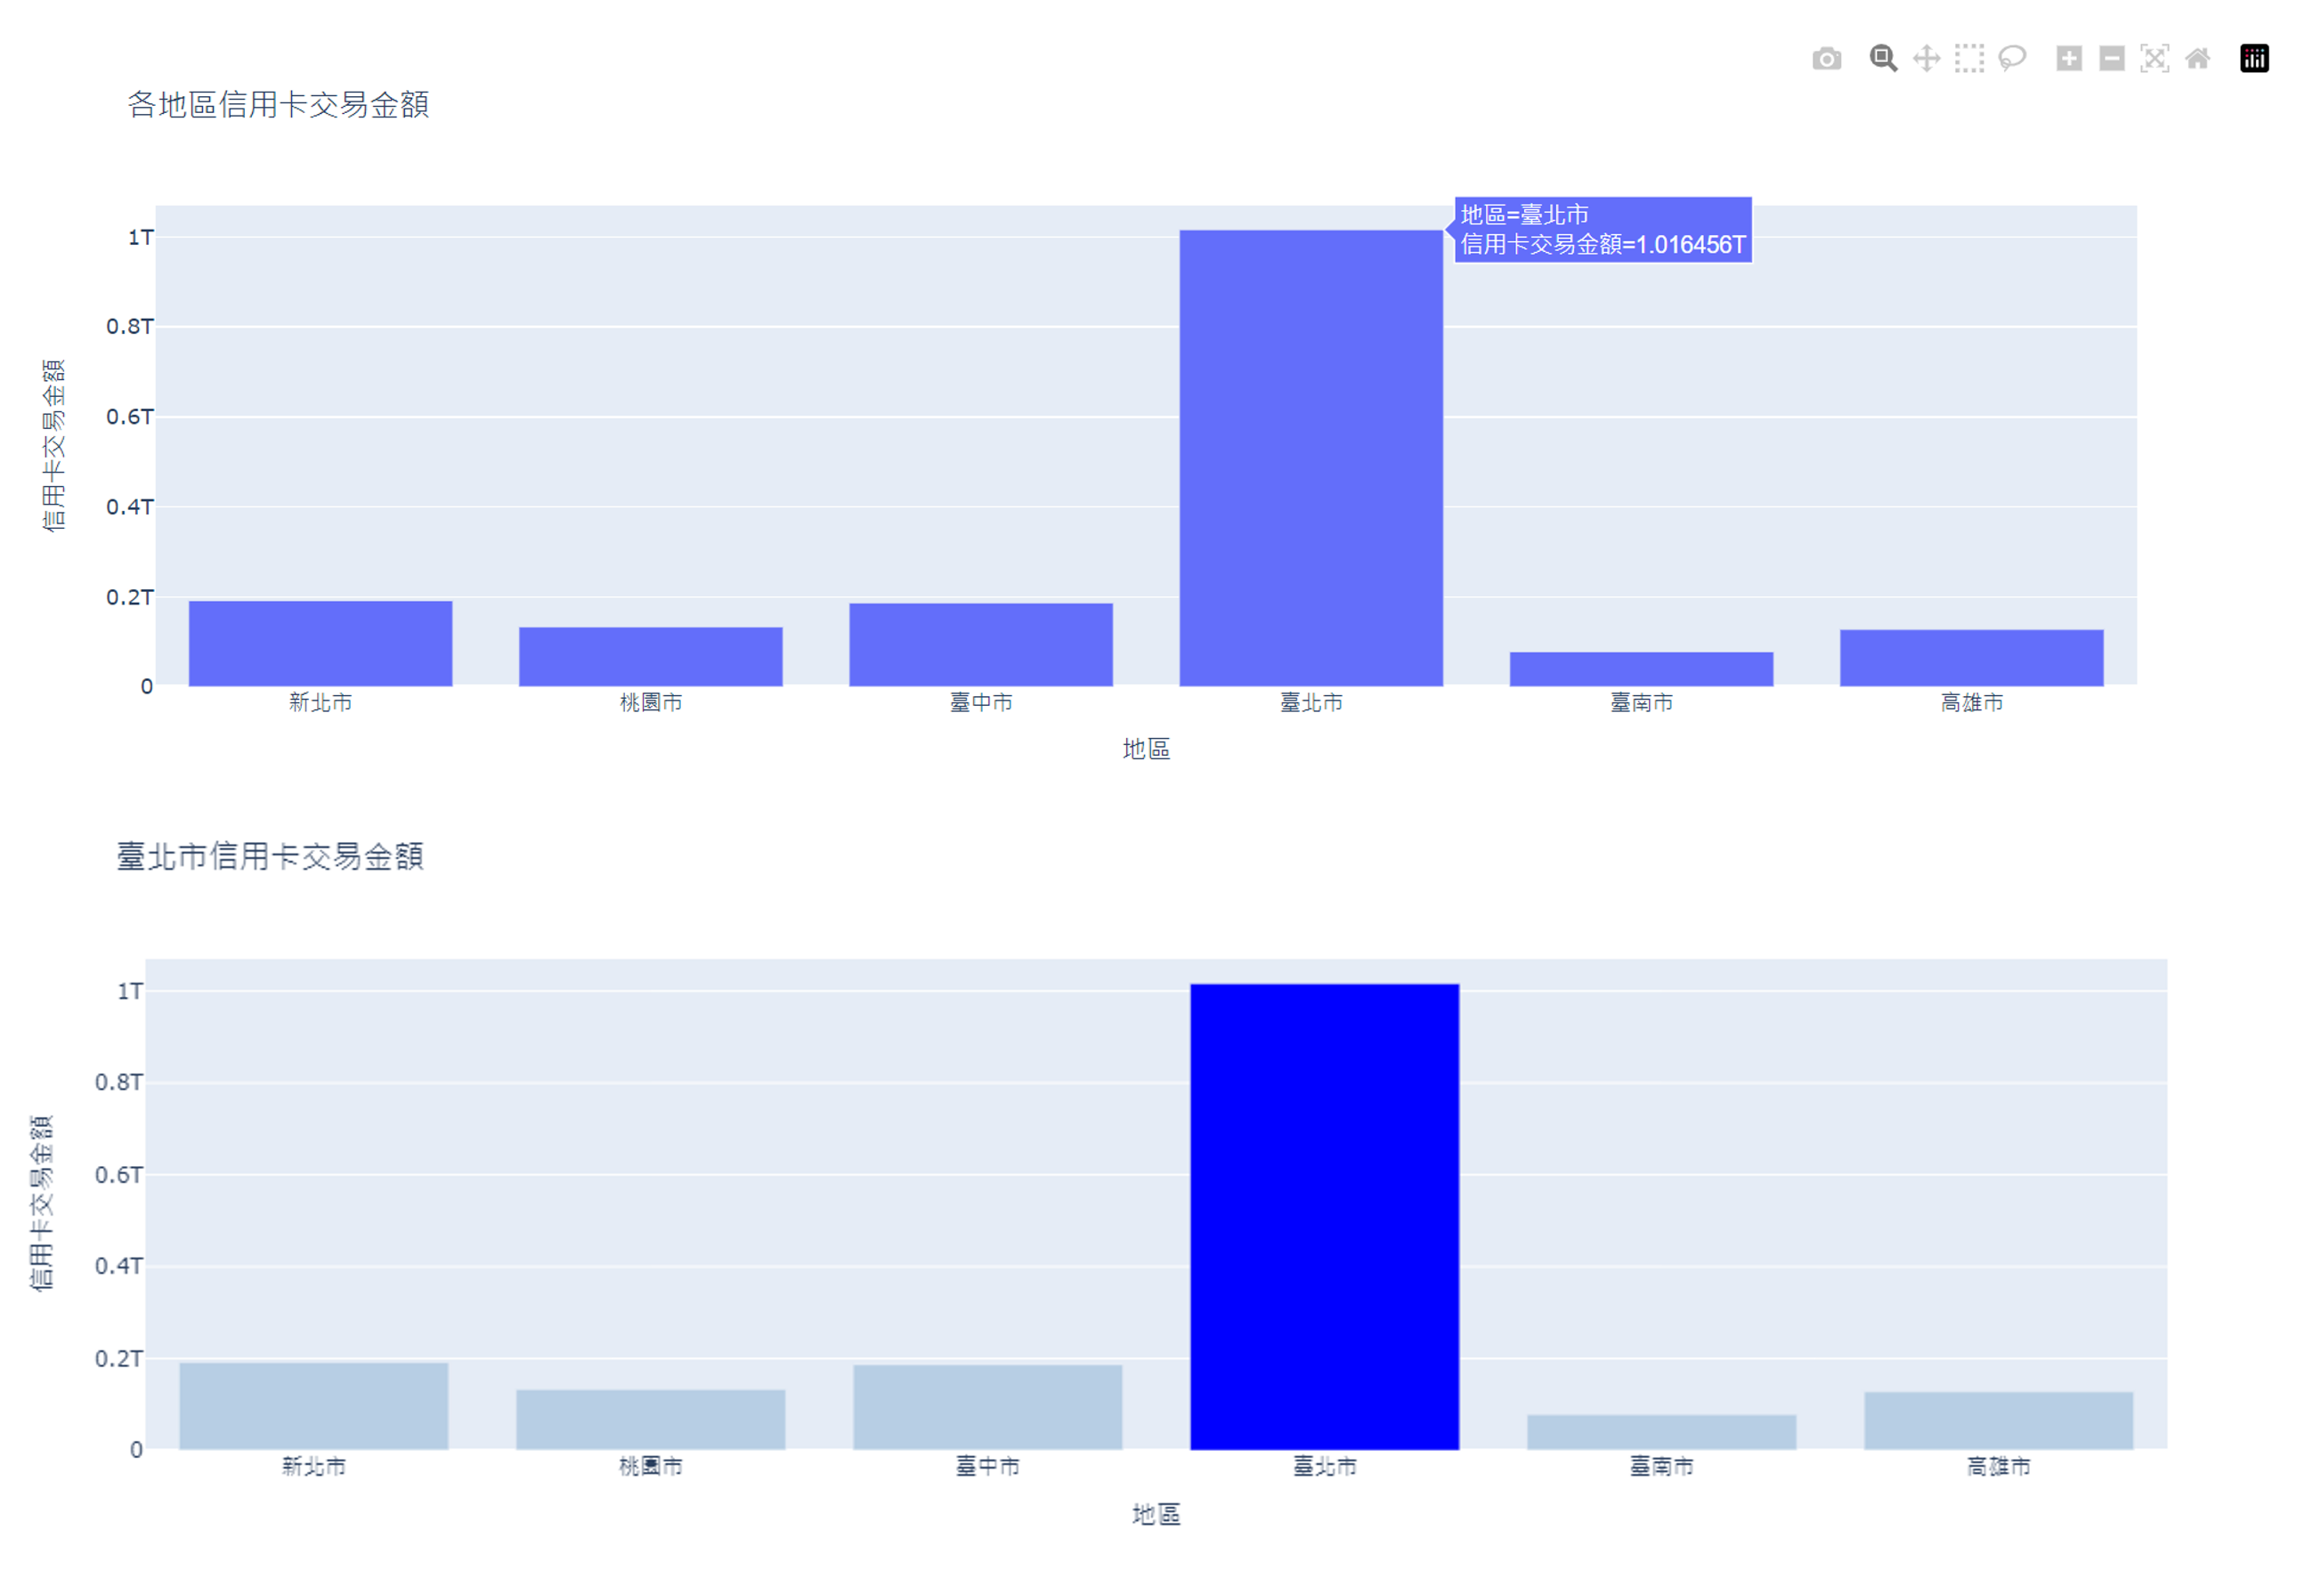 各地區信用卡交易金額
地區=臺北市
信用卡交易金額=1.016456T
信用卡交易金額
1T
0.8T
0.6T
0.4T
0.2T
0
新北市 桃園市 臺中市 臺北市 臺南市 高雄市
地區
臺北市信用卡交易金額
信用卡交易金額
1T
0.8T
0.6T
0.4T
0.2T
0
新北市 桃園市 臺中市 臺北市 臺南市 高雄市
地區